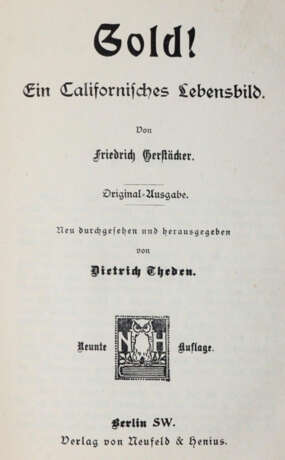 Gold!
Ein Californisches Lebensbild.
Von
Friedrich Gerstäcker.
Original-Ausgabe.
Neu durchgesehen und herausgegeben
von
Dietrich Theden.
Neunte N H Auflage.
Berlin SW.
Verlag von Neufeld & Henius.